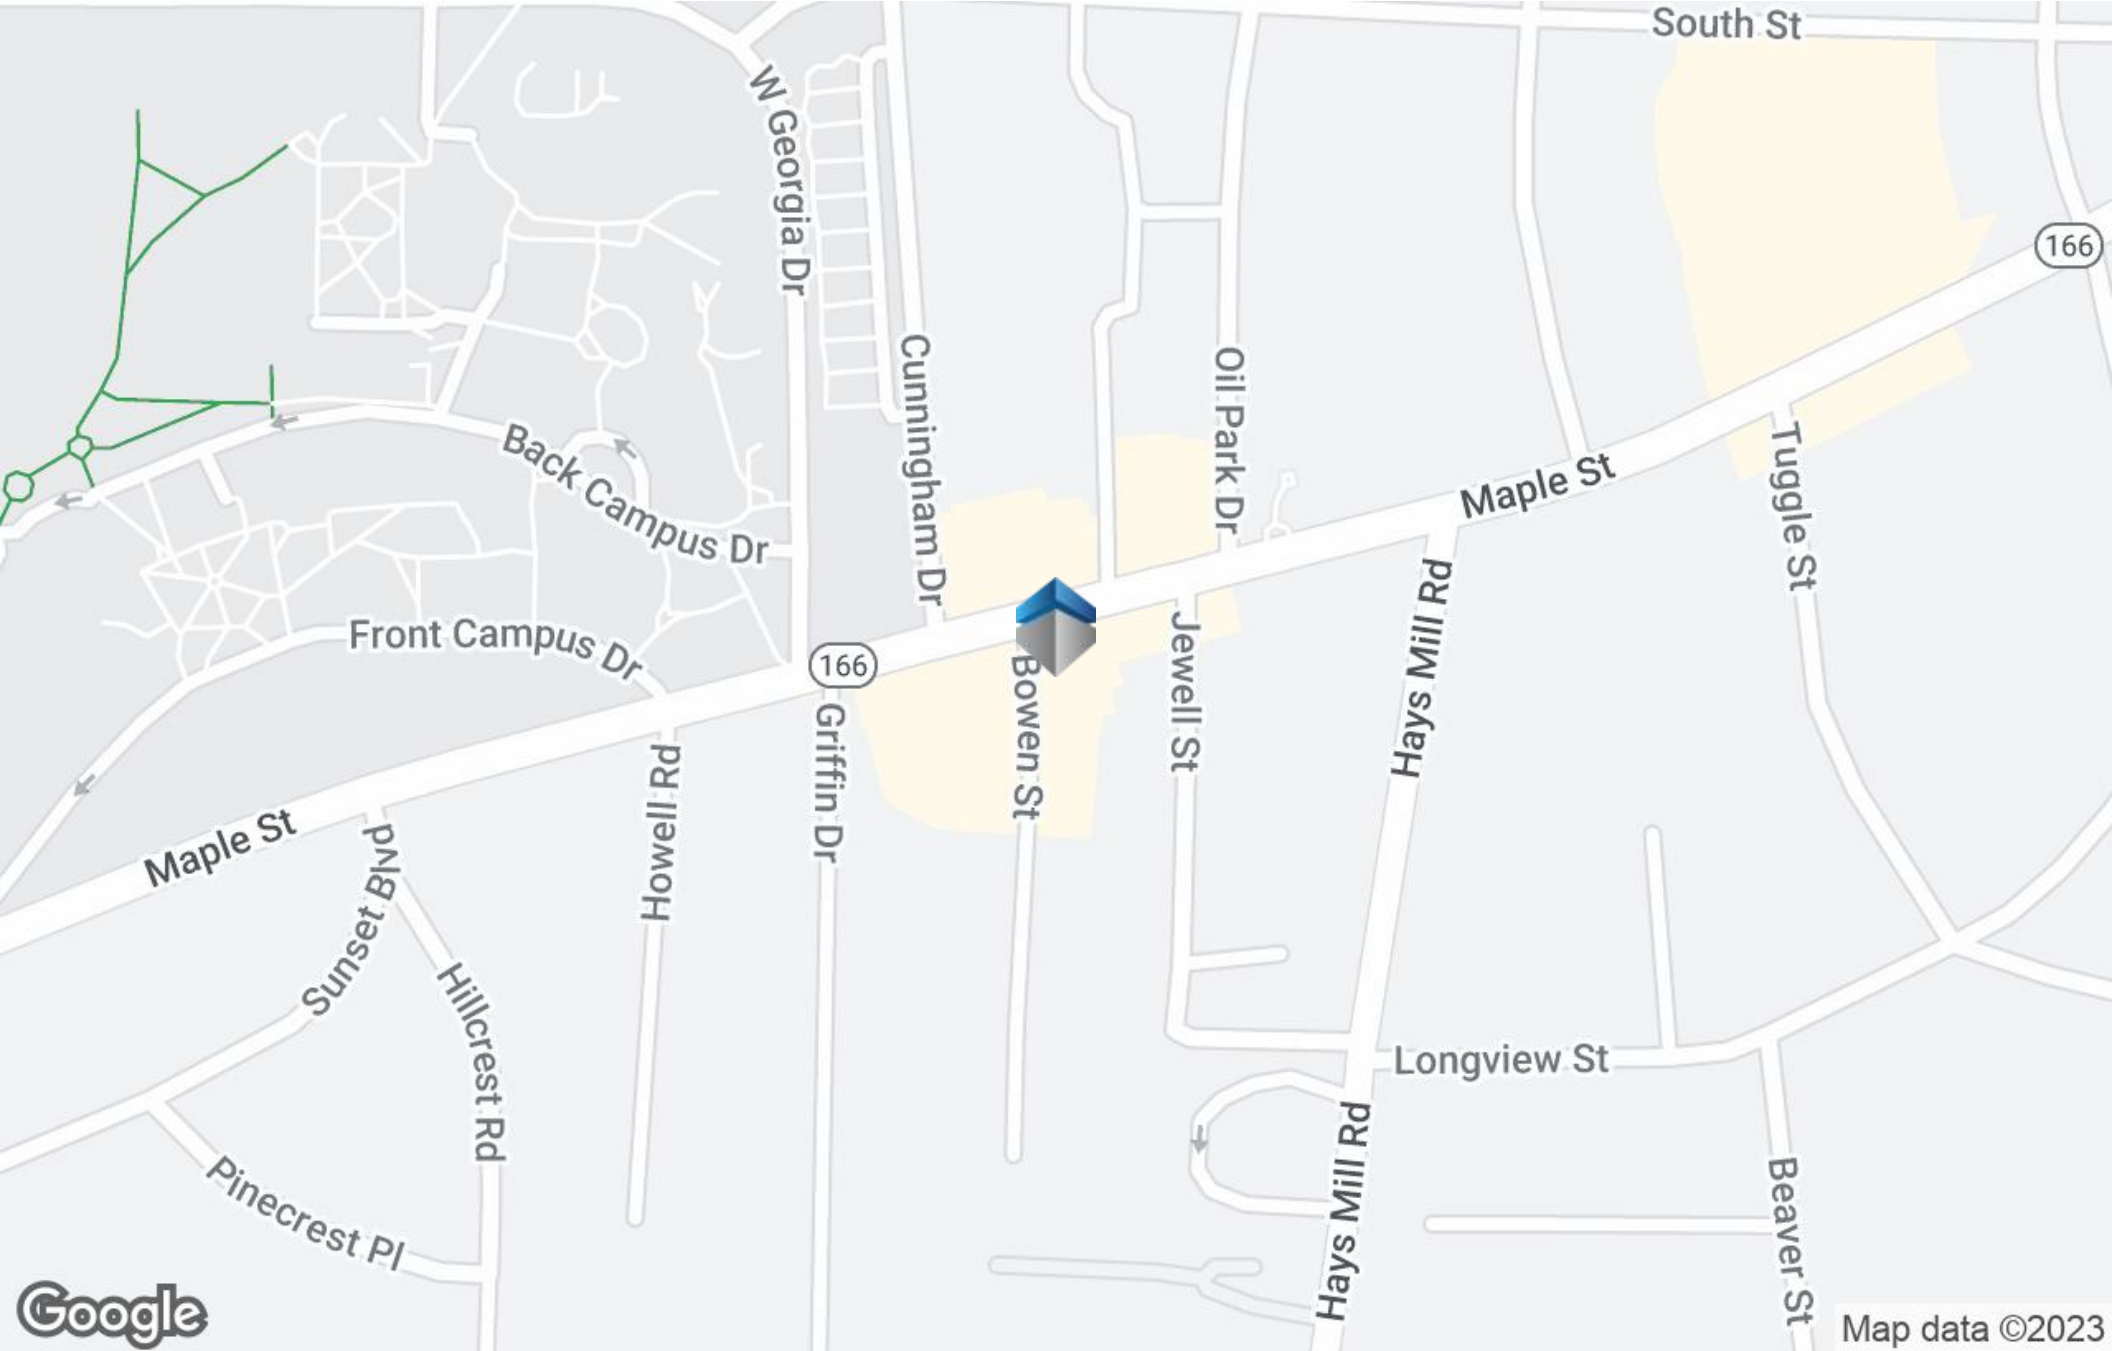 South St
W Georgia Dr
166
Cunningham Dr
Oil Park Dr
Back Campus Dr
Maple St
Tuggle St
Front Campus Dr
166
Bowen St
Jewell St
Hays Mill Rd
Griffin Dr
Howell Rd
Maple St
Sunset Blvd
Hillcrest Rd
Longview St
Hays Mill Rd
Pinecrest Pl
Beaver St
Google
Map data ©2023